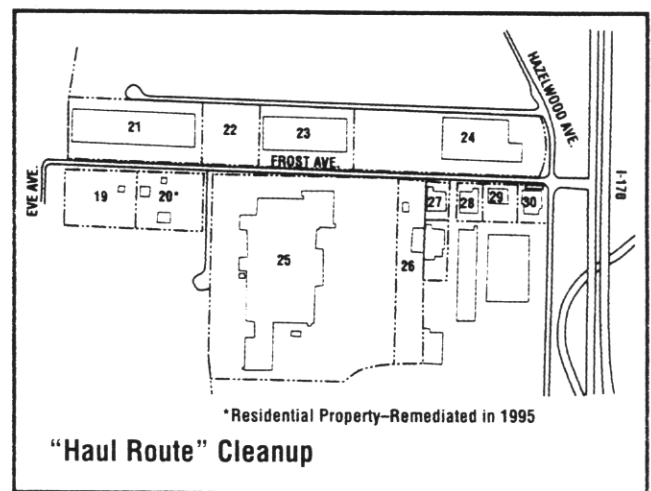 HAZELWOOD AVE.
21
22
23
24
FROST AVE.
I-170
EVE AVE.
19
20*
27
28
29
30
25
26
*Residential Property–Remediated in 1995
"Haul Route" Cleanup